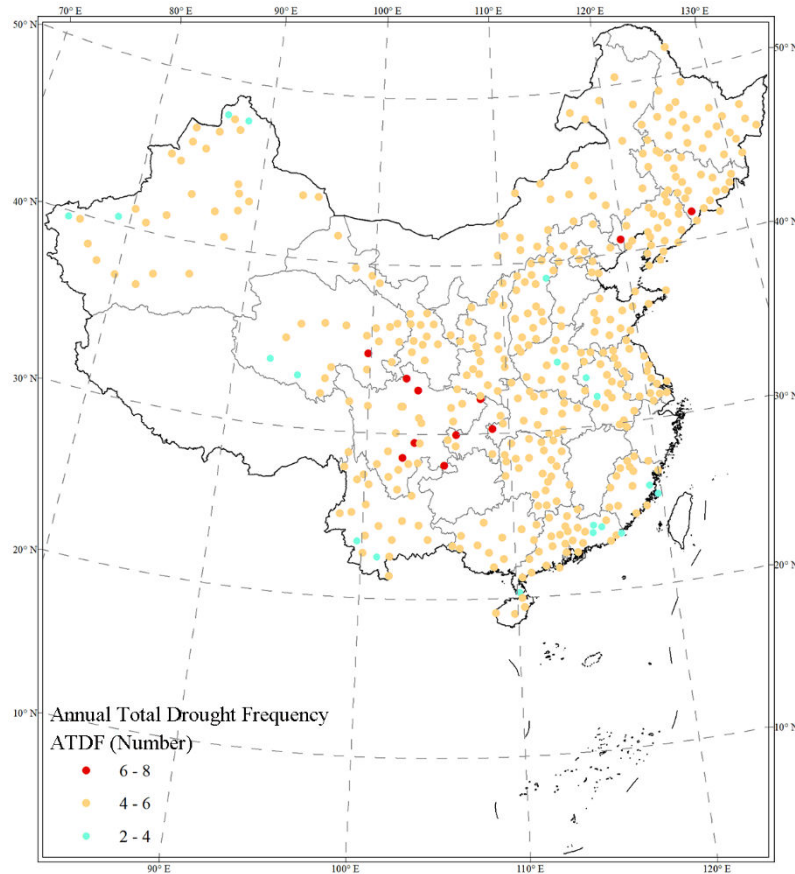 70° E 80° E 90° E 100° E 110° E 120° E 130° E
50° N 50° N
40° N 40° N
30° N 30° N
20° N 20° N
10° N 10° N
Annual Total Drought Frequency
ATDF (Number)
6 - 8
4 - 6
2 - 4
90° E 100° E 110° E 120° E